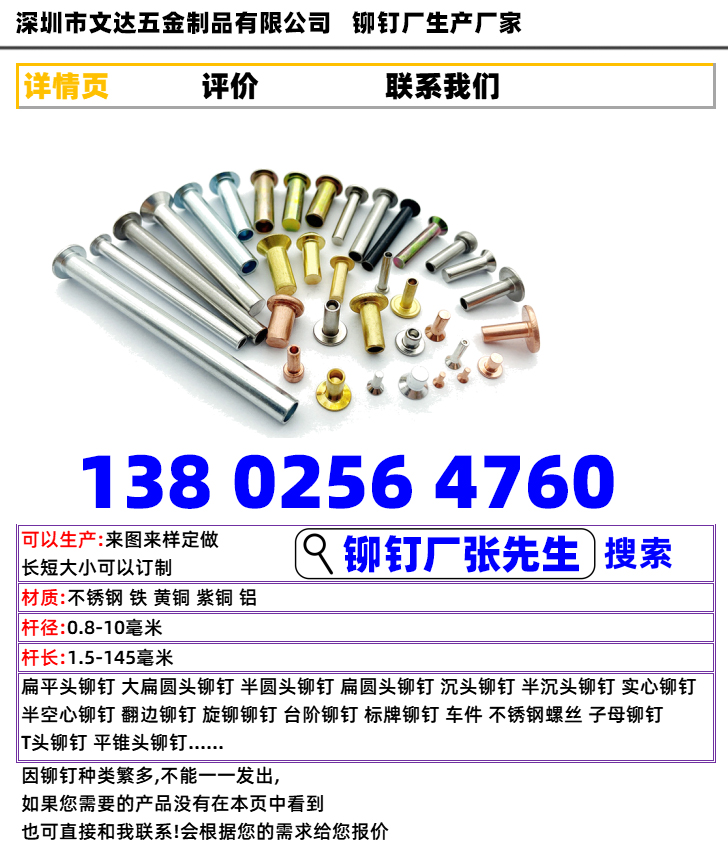 深圳市文达五金制品有限公司 铆钉厂生产厂家
详情页 评价 联系我们
138 0256 4760
可以生产:来图来样定做
长短大小可以订制
铆钉厂张先生 搜索
材质:不锈钢 铁 黄铜 紫铜 铝
杆径:0.8-10毫米
杆长:1.5-145毫米
扁平头铆钉 大扁圆头铆钉 半圆头铆钉 扁圆头铆钉 沉头铆钉 半沉头铆钉 实心铆钉
半空心铆钉 翻边铆钉 旋铆铆钉 台阶铆钉 标牌铆钉 车件 不锈钢螺丝 子母铆钉
T头铆钉 平锥头铆钉......
因铆钉种类繁多,不能一一发出,
如果您需要的产品没有在本页中看到
也可直接和我联系!会根据您的需求给您报价